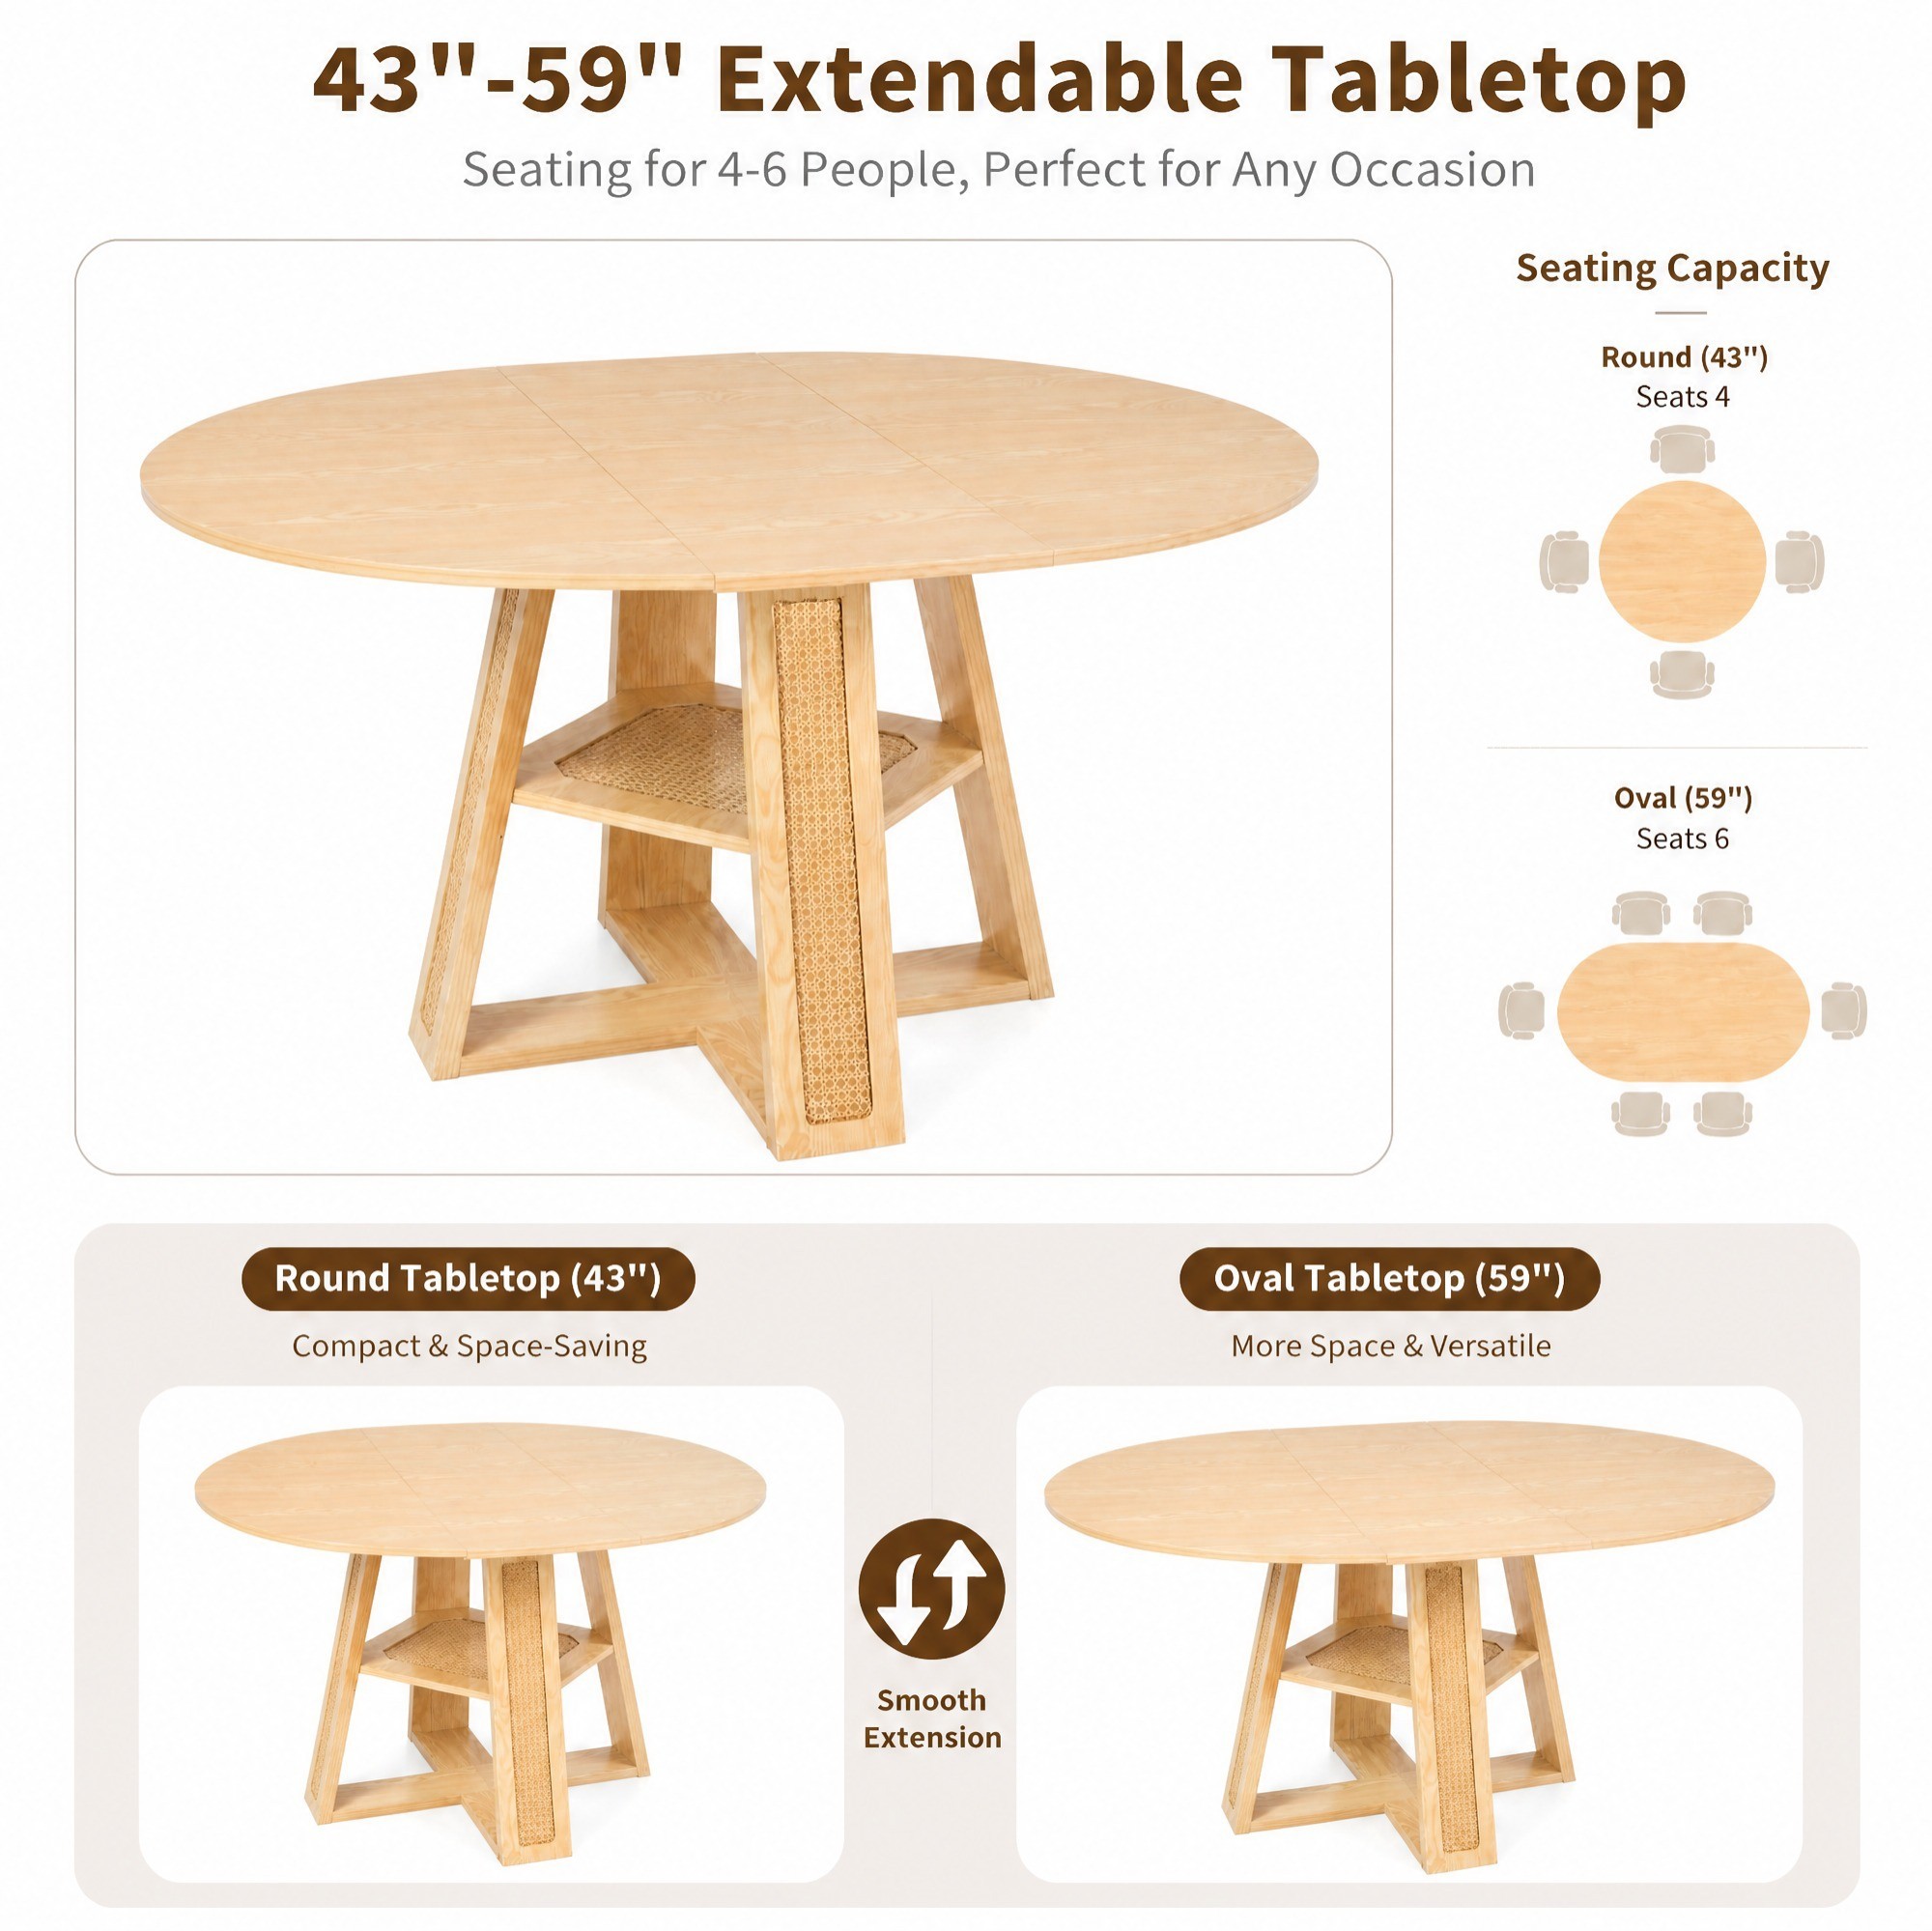 43"-59" Extendable Tabletop
Seating for 4-6 People, Perfect for Any Occasion
Seating Capacity
Round (43")
Seats 4
Oval (59")
Seats 6
Round Tabletop (43")
Compact & Space-Saving
Oval Tabletop (59")
More Space & Versatile
Smooth
Extension